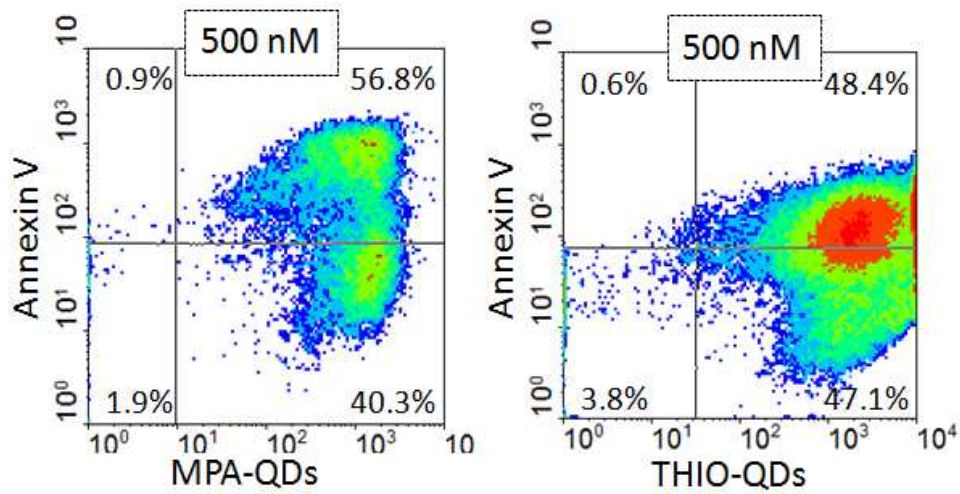 500 nM
0.9%
56.8%
1.9%
40.3%
Annexin V
10
10³
10²
10¹
10⁰
10⁰ 10¹ 10² 10³ 10
MPA-QDs
500 nM
0.6%
48.4%
3.8%
47.1%
Annexin V
10
10³
10²
10¹
10⁰
10⁰ 10¹ 10² 10³ 10⁴
THIO-QDs